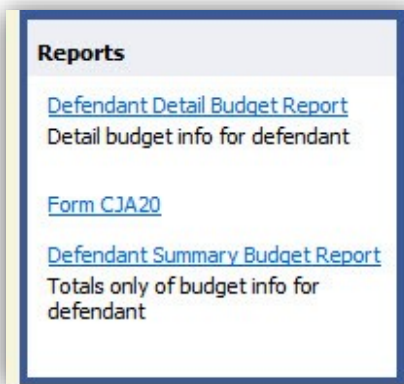 Reports
Defendant Detail Budget Report
Detail budget info for defendant
Form CJA20
Defendant Summary Budget Report
Totals only of budget info for
defendant